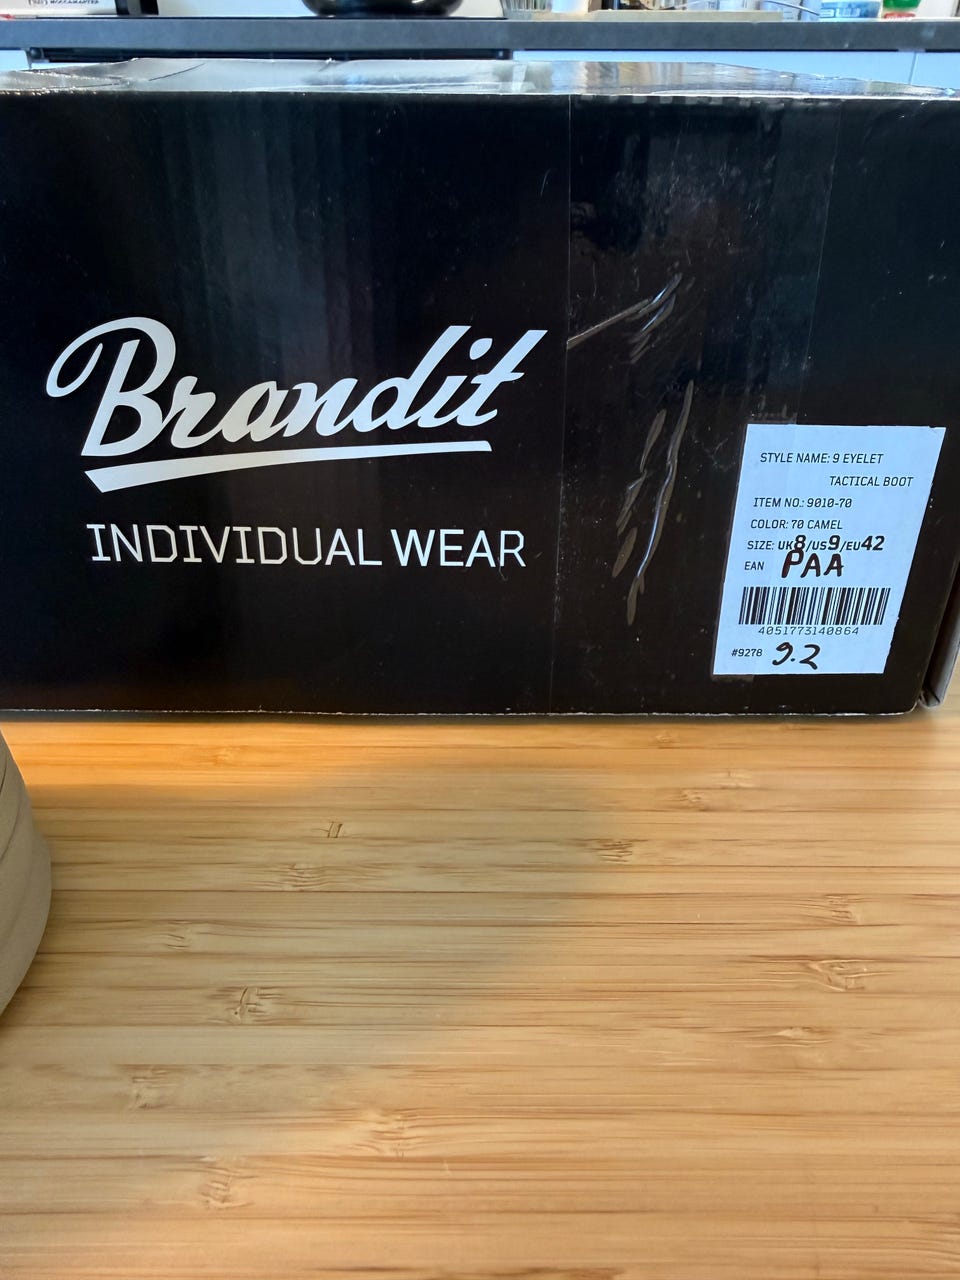 Brandit
INDIVIDUAL WEAR
STYLE NAME: 9 EYELET
TACTICAL BOOT
ITEM NO.: 9010-70
COLOR: 70 CAMEL
SIZE: UK8/US9/EU42
EAN PAA
4051773140864
#9278 9.2